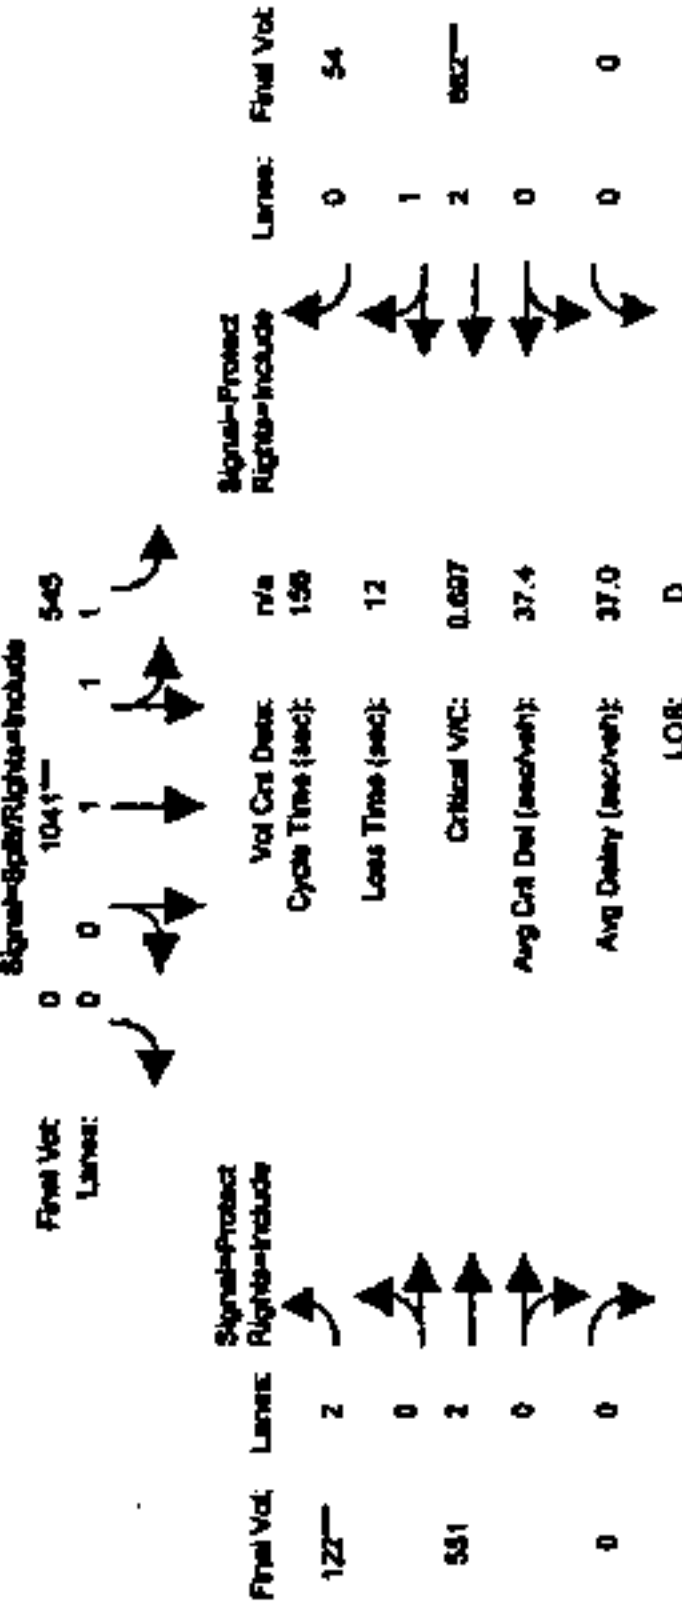 Signal=Split/Rights=Include
Final Vol: 0 1041*** 545
Lanes: 0 0 1 1 1
Signal=Protect
Rights=Include
Signal=Protect
Rights=Include
Final Vol: Lanes:
Lanes: Final Vol:
Vol Cnt Date: n/a
Cycle Time (sec):
122*** 2
0 54
Loss Time (sec): 12
0
1
551 2
Critical V/C: 0.697
2
0
Avg Crit Del (sec/veh): 37.4
0
0 0
Avg Delay (sec/veh): 37.0
0 0
LOS: D